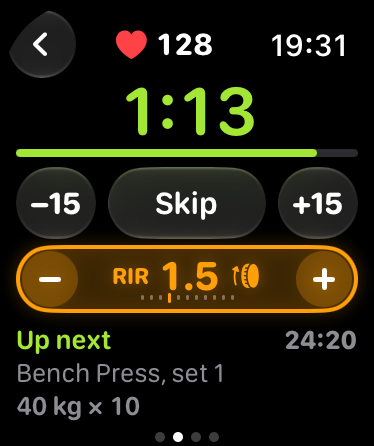 128 19:31
1:13
−15 Skip +15
− RIR 1.5 +
Up next 24:20
Bench Press, set 1
40 kg × 10